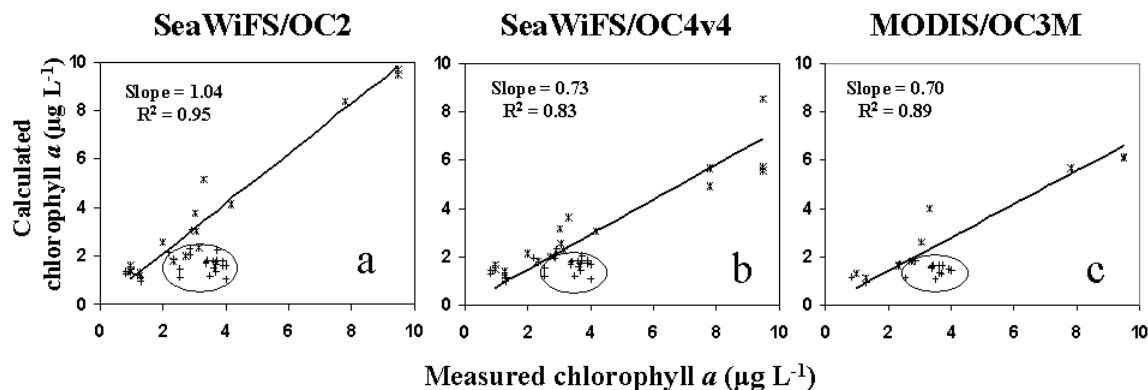 SeaWiFS/OC2 SeaWiFS/OC4v4 MODIS/OC3M
Calculated
chlorophyll a (µg L-1)
10
8
6
4
2
0
Slope = 1.04
R2 = 0.95
a
0 2 4 6 8 10
10
8
6
4
2
0
Slope = 0.73
R2 = 0.83
b
0 2 4 6 8 10
10
8
6
4
2
0
Slope = 0.70
R2 = 0.89
c
0 2 4 6 8 10
Measured chlorophyll a (µg L-1)